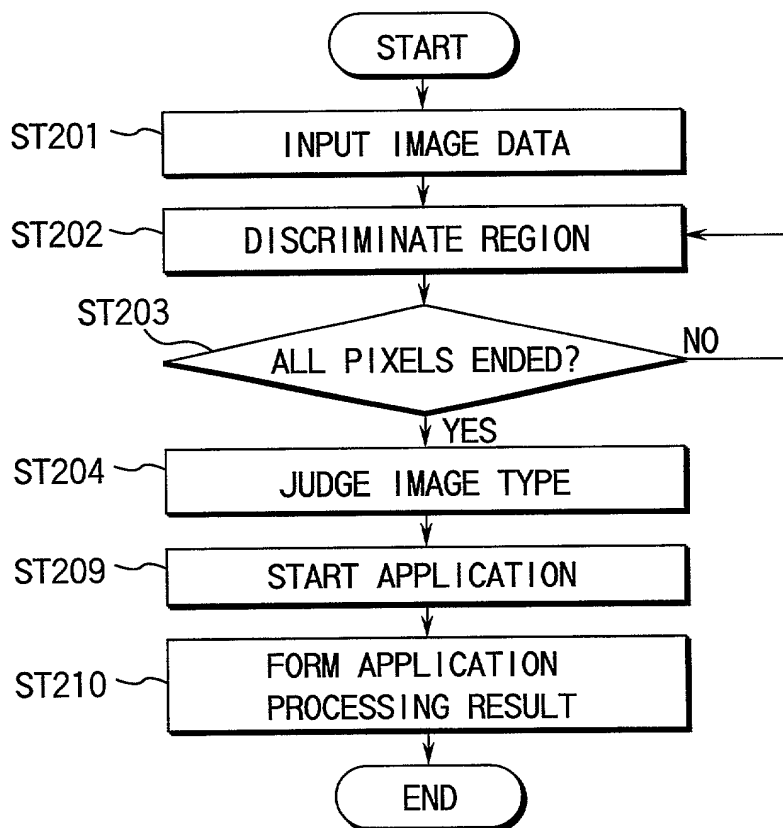 START
ST201
INPUT IMAGE DATA
ST202
DISCRIMINATE REGION
ST203
ALL PIXELS ENDED?
NO
YES
ST204
JUDGE IMAGE TYPE
ST209
START APPLICATION
ST210
FORM APPLICATION
PROCESSING RESULT
END